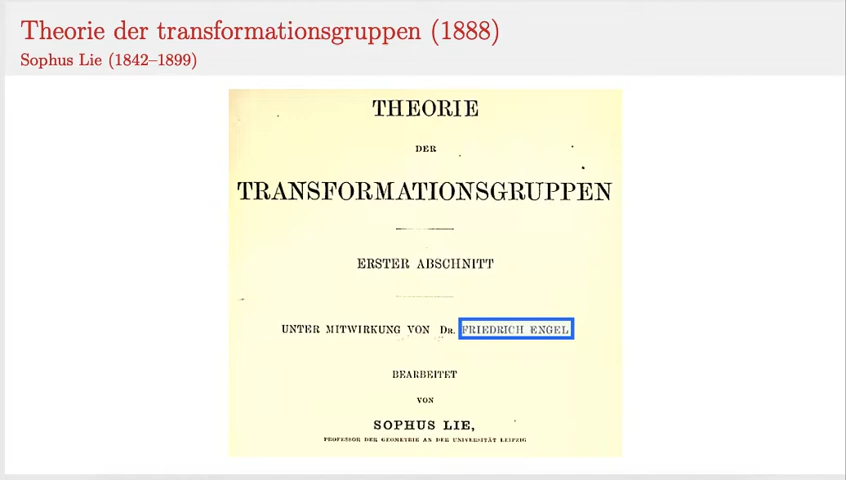 Theorie der transformationsgruppen (1888)
Sophus Lie (1842–1899)
THEORIE
DER
TRANSFORMATIONSGRUPPEN
ERSTER ABSCHNITT
UNTER MITWIRKUNG VON DR. FRIEDRICH ENGEL
BEARBEITET
VON
SOPHUS LIE,
PROFESSOR DER GEOMETRIE AN DER UNIVERSITÄT LEIPZIG